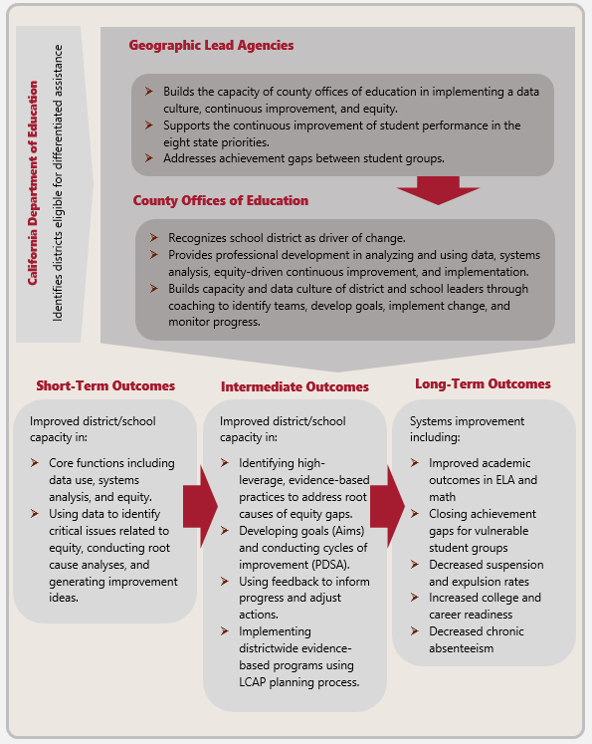 California Department of Education
Identifies districts eligible for differentiated assistance
Geographic Lead Agencies
➢ Builds the capacity of county offices of education in implementing a data
culture, continuous improvement, and equity.
➢ Supports the continuous improvement of student performance in the
eight state priorities.
➢ Addresses achievement gaps between student groups.
County Offices of Education
➢ Recognizes school district as driver of change.
➢ Provides professional development in analyzing and using data, systems
analysis, equity-driven continuous improvement, and implementation.
➢ Builds capacity and data culture of district and school leaders through
coaching to identify teams, develop goals, implement change, and
monitor progress.
Short-Term Outcomes
Improved district/school
capacity in:
➢ Core functions including
data use, systems
analysis, and equity.
➢ Using data to identify
critical issues related to
equity, conducting root
cause analyses, and
generating improvement
ideas.
Intermediate Outcomes
Improved district/school
capacity in:
➢ Identifying high-
leverage, evidence-based
practices to address root
causes of equity gaps.
➢ Developing goals (Aims)
and conducting cycles of
improvement (PDSA).
➢ Using feedback to inform
progress and adjust
actions.
➢ Implementing
districtwide evidence-
based programs using
LCAP planning process.
Long-Term Outcomes
Systems improvement
including:
➢ Improved academic
outcomes in ELA and
math
➢ Closing achievement
gaps for vulnerable
student groups
➢ Decreased suspension
and expulsion rates
➢ Increased college and
career readiness
➢ Decreased chronic
absenteeism